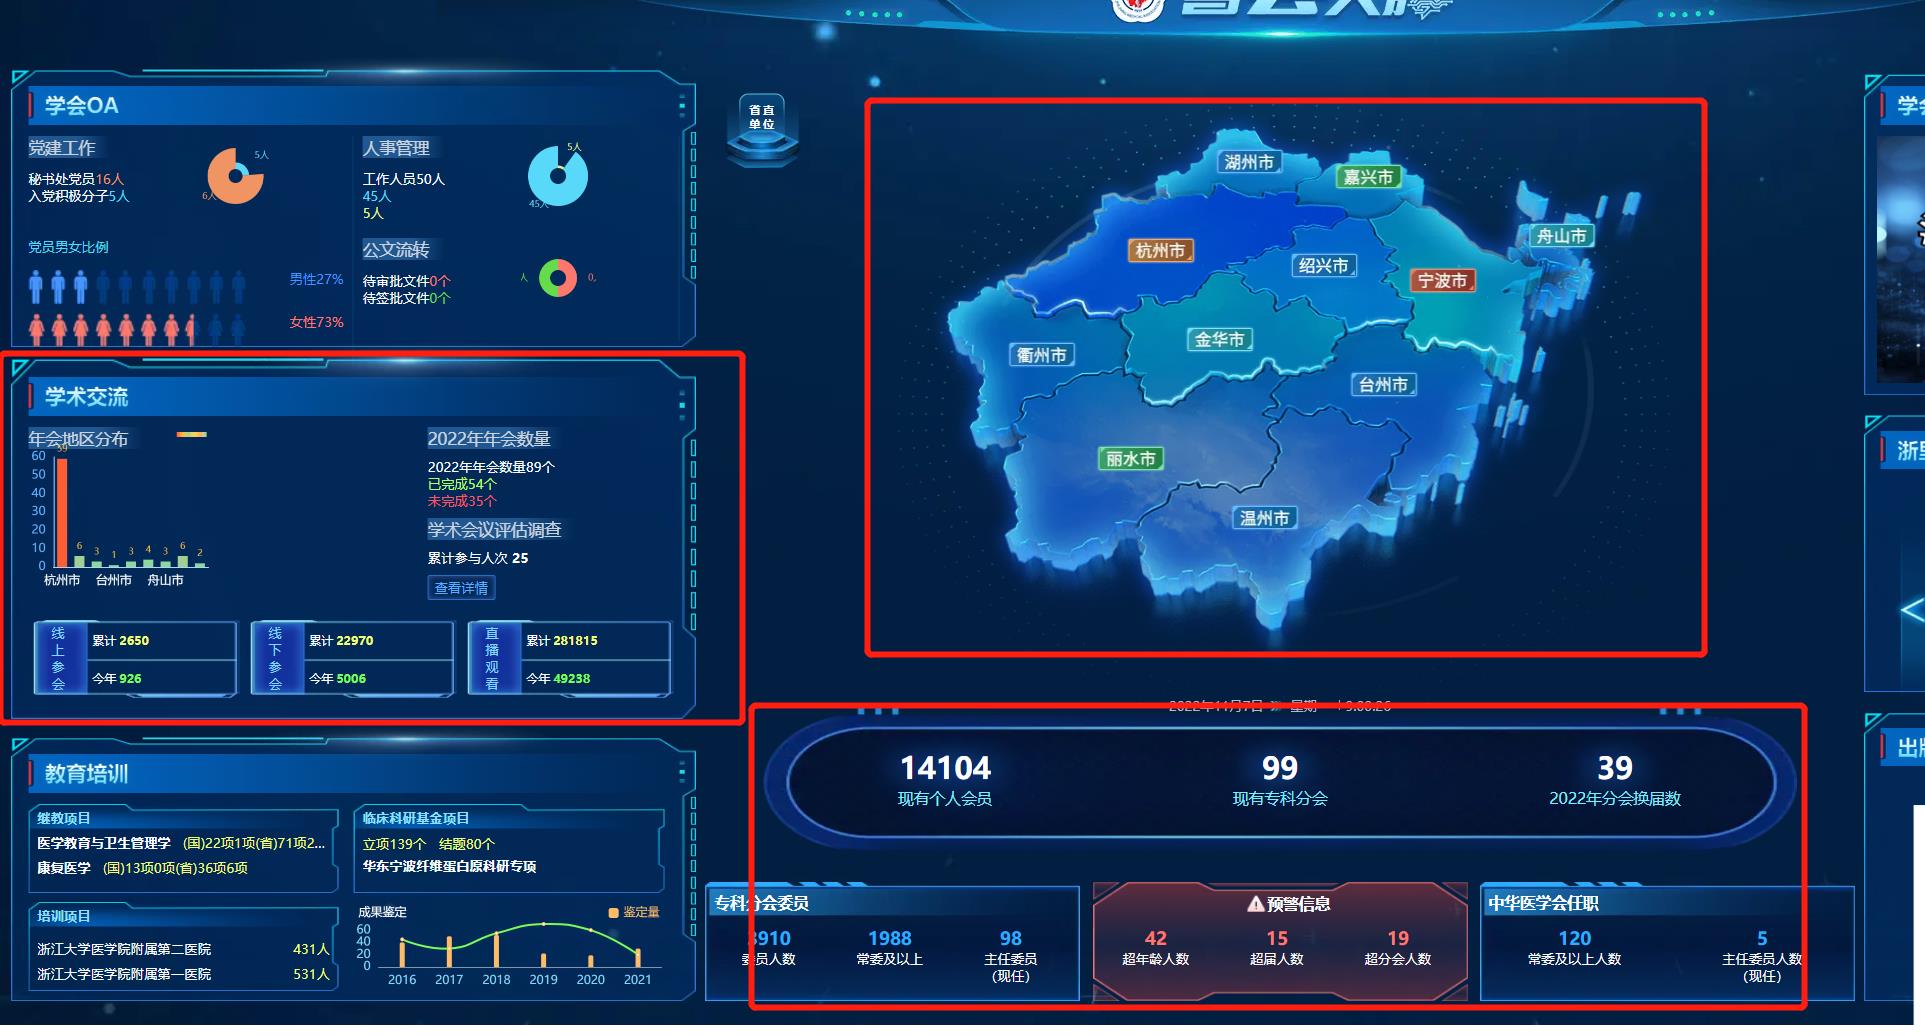 学会OA
党建工作
秘书处党员16人
入党积极分子5人
5人
6人
党员男女比例
男性27%
女性73%
人事管理
工作人员50人
45人
5人
5人
45人
公文流转
待审批文件0个
待签批文件0个
人
0
学术交流
年会地区分布
60
50
40
30
20
10
0
59
6
3
1
3
4
3
6
2
杭州市
台州市
舟山市
2022年年会数量
2022年年会数量89个
已完成54个
未完成35个
学术会议评估调查
累计参与人次 25
查看详情
线上参会
累计 2650
今年 926
线下参会
累计 22970
今年 5006
直播观看
累计 281815
今年 49238
教育培训
继教项目
医学教育与卫生管理学 (国)22项1项(省)71项2...
康复医学 (国)13项0项(省)36项6项
临床科研基金项目
立项139个 结题80个
华东宁波纤维蛋白原科研专项
培训项目
浙江大学医学院附属第二医院 431人
浙江大学医学院附属第一医院 531人
成果鉴定
鉴定量
60
40
20
0
2016 2017 2018 2019 2020 2021
省直
单位
湖州市
嘉兴市
杭州市
绍兴市
宁波市
舟山市
金华市
衢州市
台州市
丽水市
温州市
2022年11月7日
14104
现有个人会员
99
现有专科分会
39
2022年分会换届数
专科分会委员
3910
委员人数
1988
常委及以上
98
主任委员
(现任)
预警信息
42
超年龄人数
15
超届人数
19
超分会人数
中华医学会任职
120
常委及以上人数
5
主任委员人数
(现任)
学会
浙里
出版